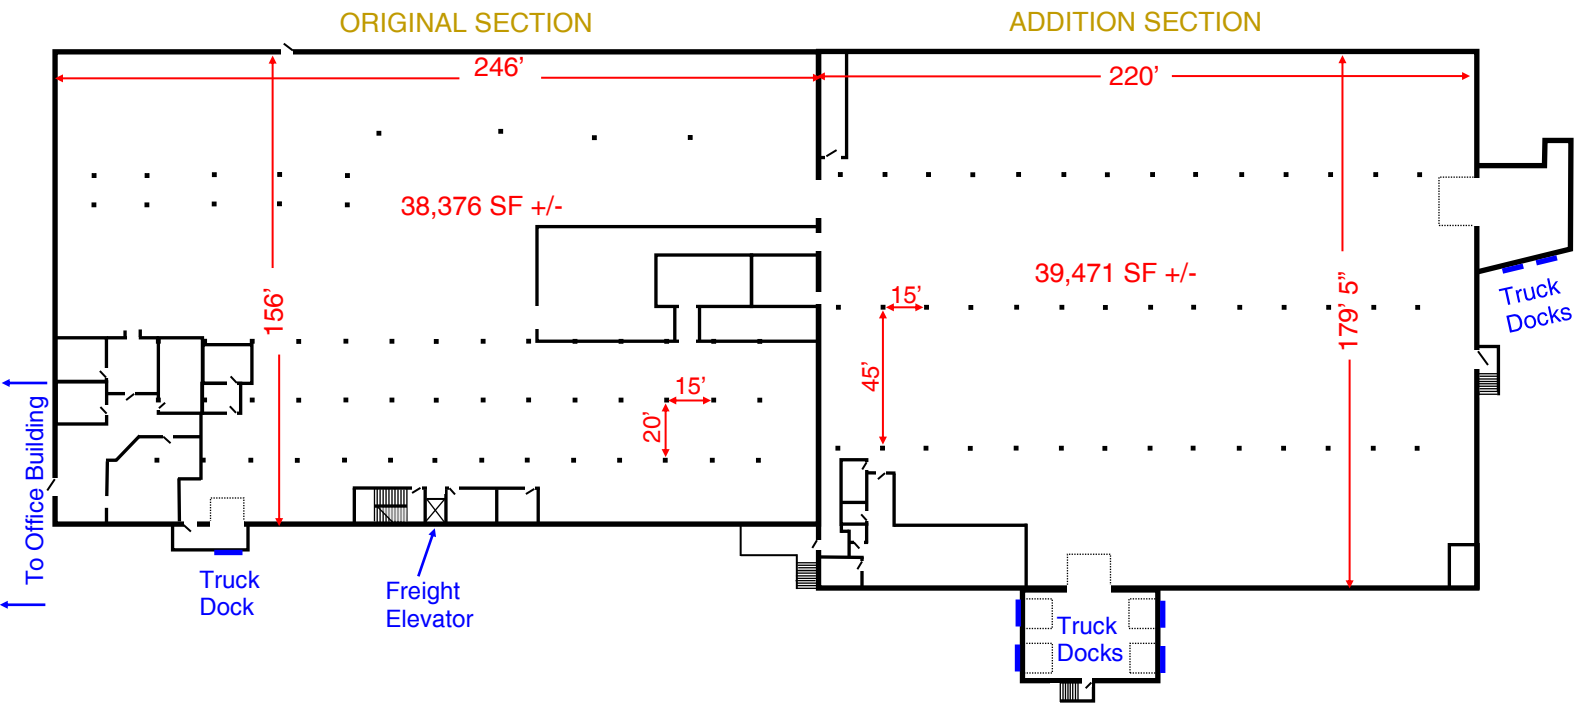 ORIGINAL SECTION
ADDITION SECTION
246’
220’
38,376 SF +/-
156’
39,471 SF +/-
15’
45’
179’ 5”
Truck
Docks
15’
20’
To Office Building
Truck
Dock
Freight
Elevator
Truck
Docks